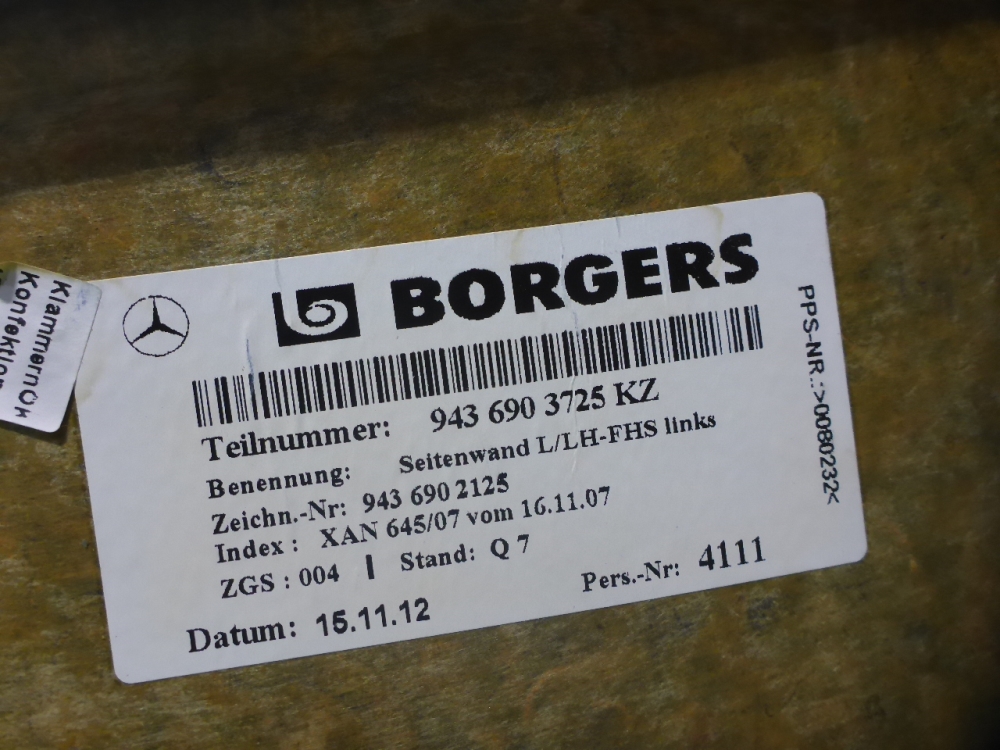 BORGERS
Teilnummer: 943 690 3725 KZ
Benennung: Seitenwand L/LH-FHS links
Zeichn.-Nr: 943 690 2125
Index : XAN 645/07 vom 16.11.07
ZGS : 004 I Stand: Q 7
Datum: 15.11.12 Pers.-Nr: 4111
PPS-NR.:>0080232<
KlammernOK
Konfektion